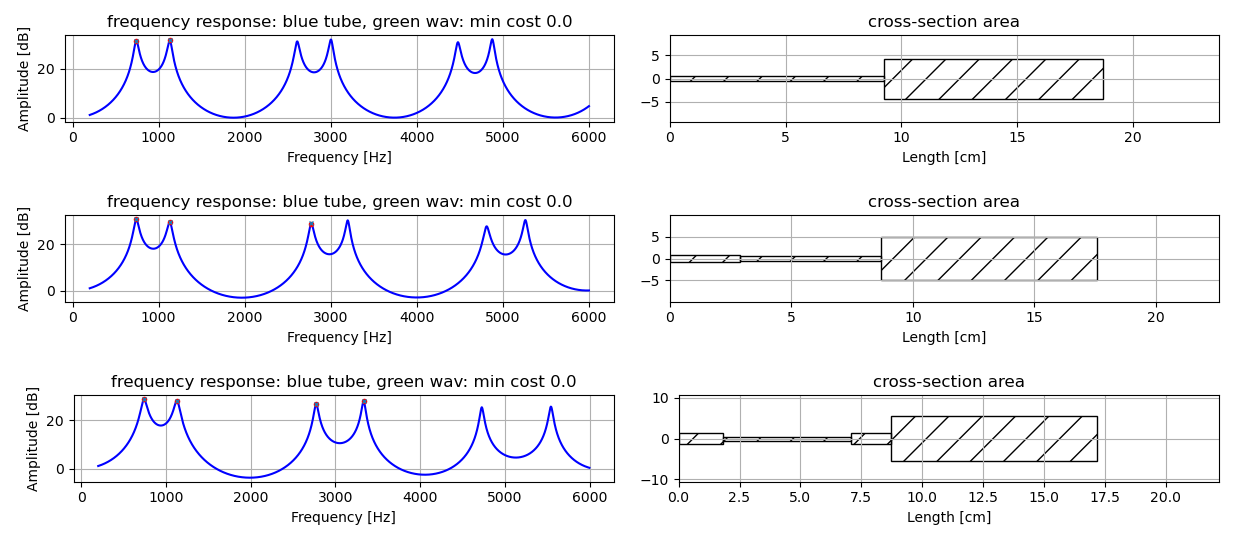 frequency response: blue tube, green wav: min cost 0.0
cross-section area
Amplitude [dB]
20
0
0 1000 2000 3000 4000 5000 6000
Frequency [Hz]
5
0
−5
0 5 10 15 20
Length [cm]
frequency response: blue tube, green wav: min cost 0.0
cross-section area
Amplitude [dB]
20
0
0 1000 2000 3000 4000 5000 6000
Frequency [Hz]
5
0
−5
0 5 10 15 20
Length [cm]
frequency response: blue tube, green wav: min cost 0.0
cross-section area
Amplitude [dB]
20
0
0 1000 2000 3000 4000 5000 6000
Frequency [Hz]
10
0
−10
0.0 2.5 5.0 7.5 10.0 12.5 15.0 17.5 20.0
Length [cm]